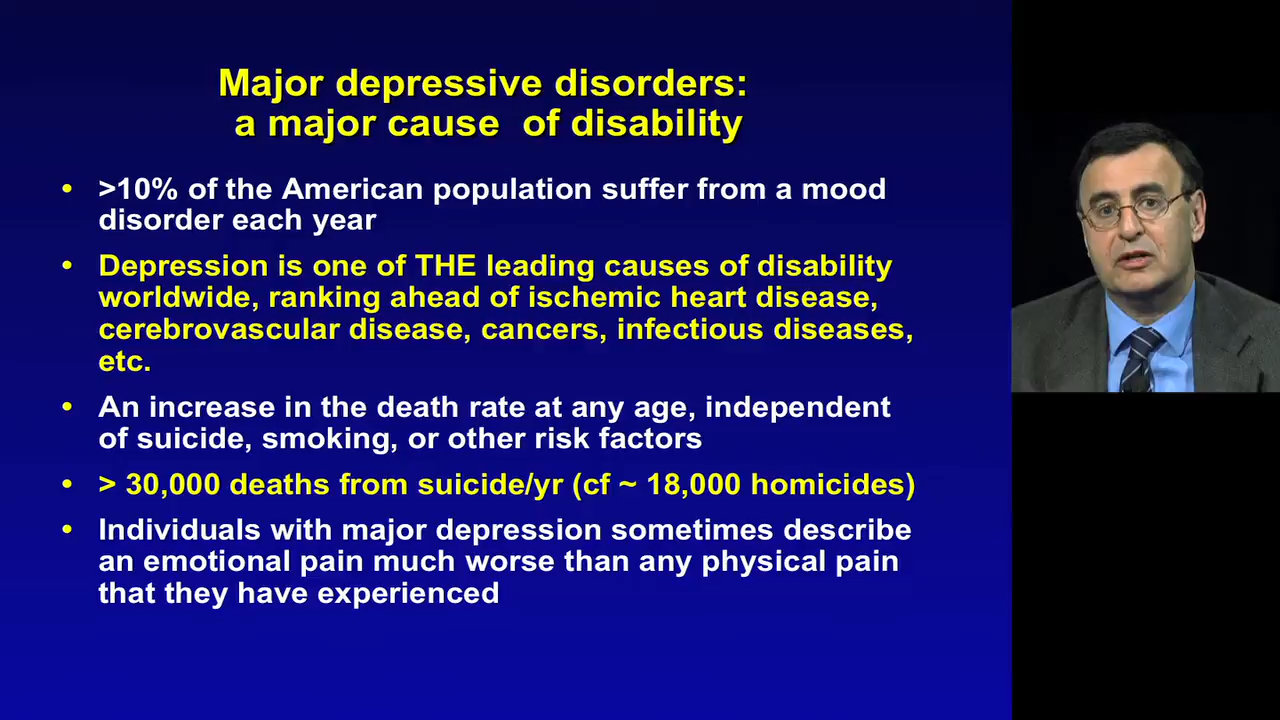 Major depressive disorders:
a major cause of disability
• >10% of the American population suffer from a mood
disorder each year
• Depression is one of THE leading causes of disability
worldwide, ranking ahead of ischemic heart disease,
cerebrovascular disease, cancers, infectious diseases,
etc.
• An increase in the death rate at any age, independent
of suicide, smoking, or other risk factors
• > 30,000 deaths from suicide/yr (cf ~ 18,000 homicides)
• Individuals with major depression sometimes describe
an emotional pain much worse than any physical pain
that they have experienced